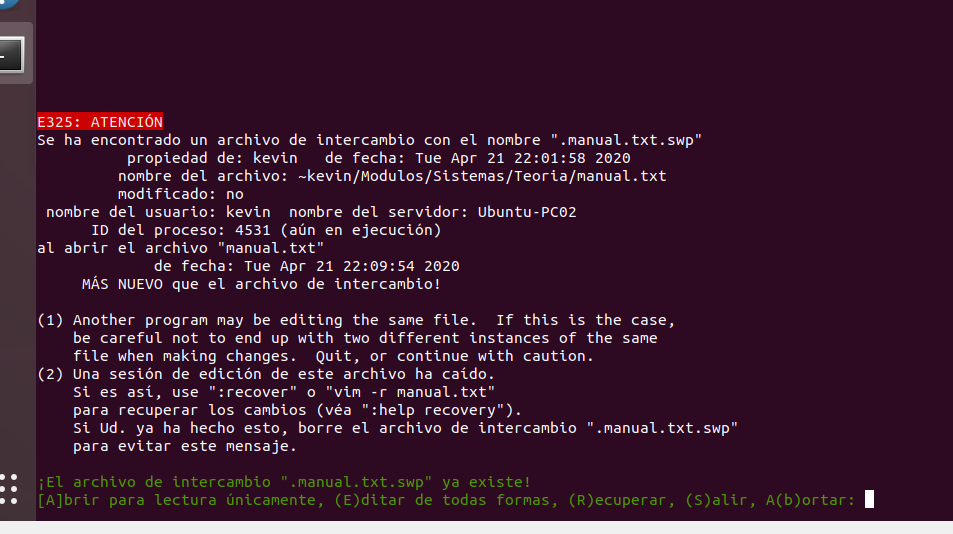 E325: ATENCIÓN
Se ha encontrado un archivo de intercambio con el nombre ".manual.txt.swp"
          propiedad de: kevin   de fecha: Tue Apr 21 22:01:58 2020
         nombre del archivo: ~kevin/Modulos/Sistemas/Teoria/manual.txt
         modificado: no
 nombre del usuario: kevin  nombre del servidor: Ubuntu-PC02
      ID del proceso: 4531 (aún en ejecución)
al abrir el archivo "manual.txt"
             de fecha: Tue Apr 21 22:09:54 2020
     MÁS NUEVO que el archivo de intercambio!

(1) Another program may be editing the same file.  If this is the case,
    be careful not to end up with two different instances of the same
    file when making changes.  Quit, or continue with caution.
(2) Una sesión de edición de este archivo ha caído.
    Si es así, use ":recover" o "vim -r manual.txt"
    para recuperar los cambios (véa ":help recovery").
    Si Ud. ya ha hecho esto, borre el archivo de intercambio ".manual.txt.swp"
    para evitar este mensaje.

¡El archivo de intercambio ".manual.txt.swp" ya existe!
[A]brir para lectura únicamente, (E)ditar de todas formas, (R)ecuperar, (S)alir, A(b)ortar: